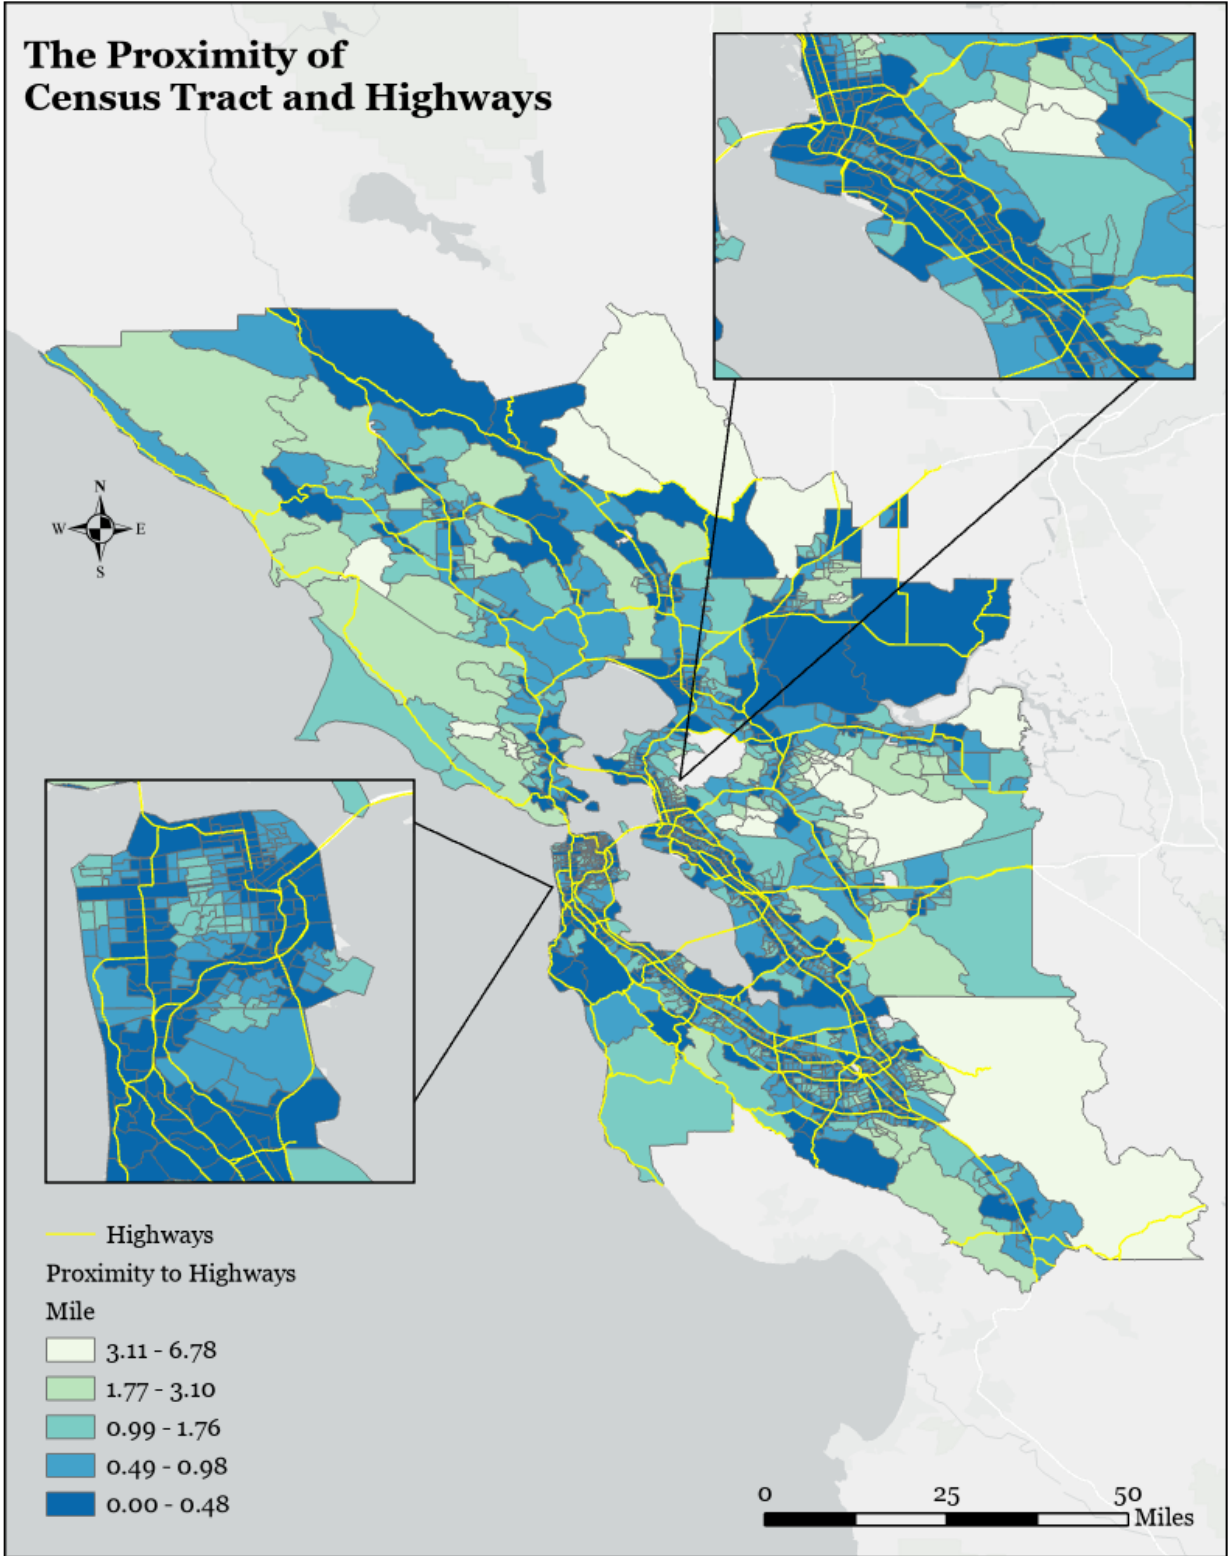 The Proximity of
Census Tract and Highways
N
W E
S
Highways
Proximity to Highways
Mile
3.11 - 6.78
1.77 - 3.10
0.99 - 1.76
0.49 - 0.98
0.00 - 0.48
0 25 50
Miles